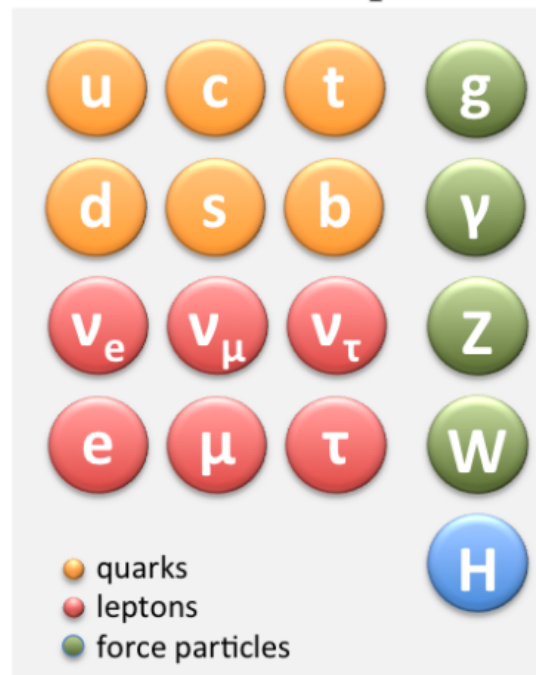 u c t g
d s b γ
νe νμ ντ Z
e μ τ W
H
quarks
leptons
force particles